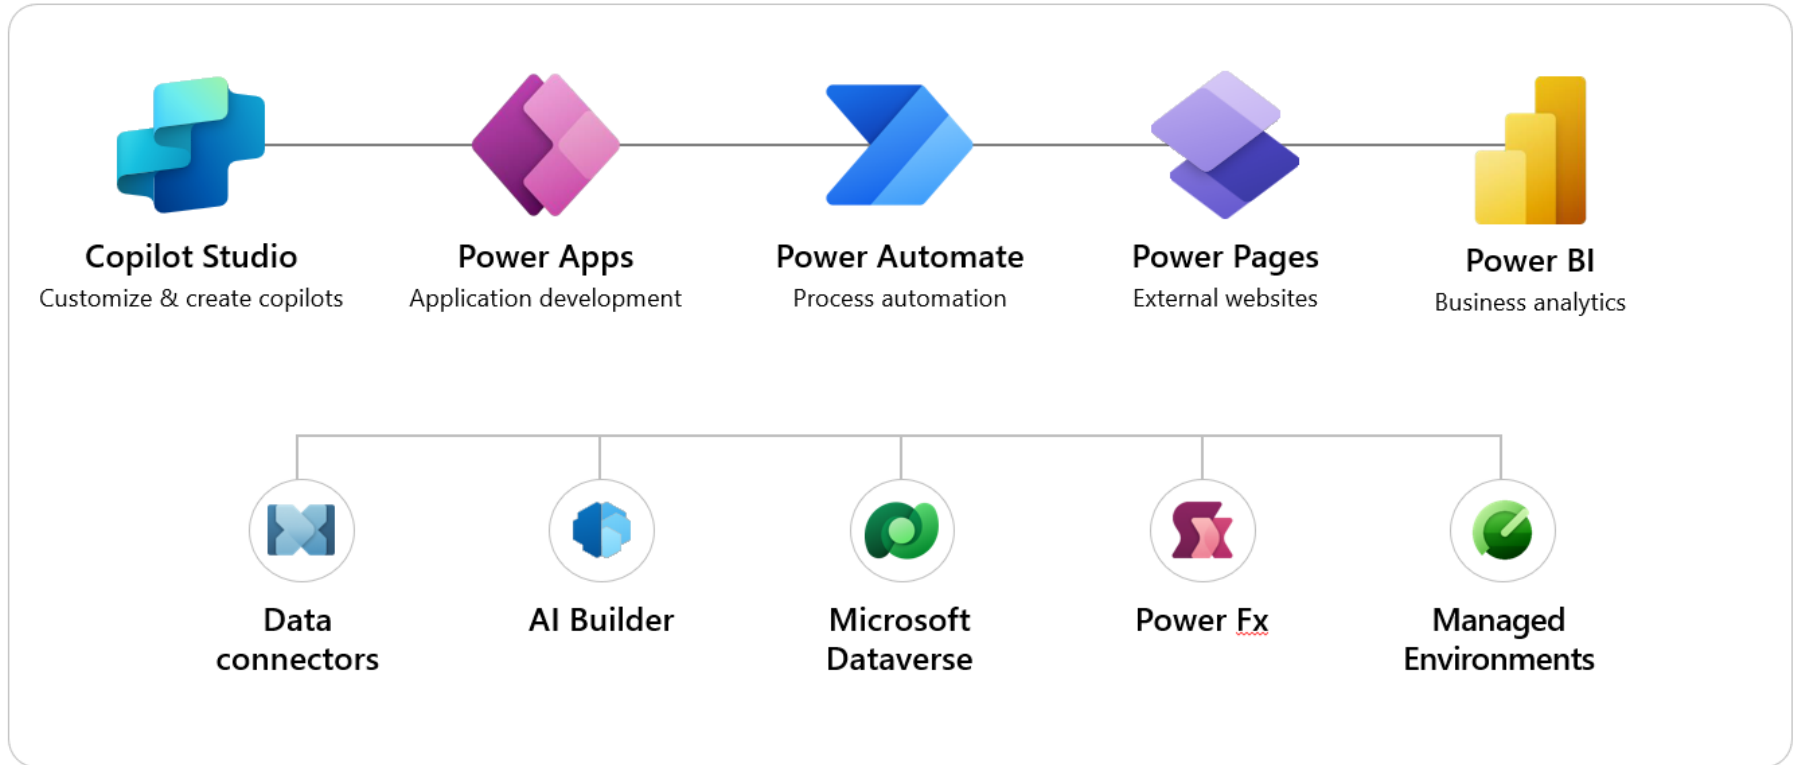 Copilot Studio
Customize & create copilots
Power Apps
Application development
Power Automate
Process automation
Power Pages
External websites
Power BI
Business analytics
Data
connectors
AI Builder
Microsoft
Dataverse
Power Fx
Managed
Environments